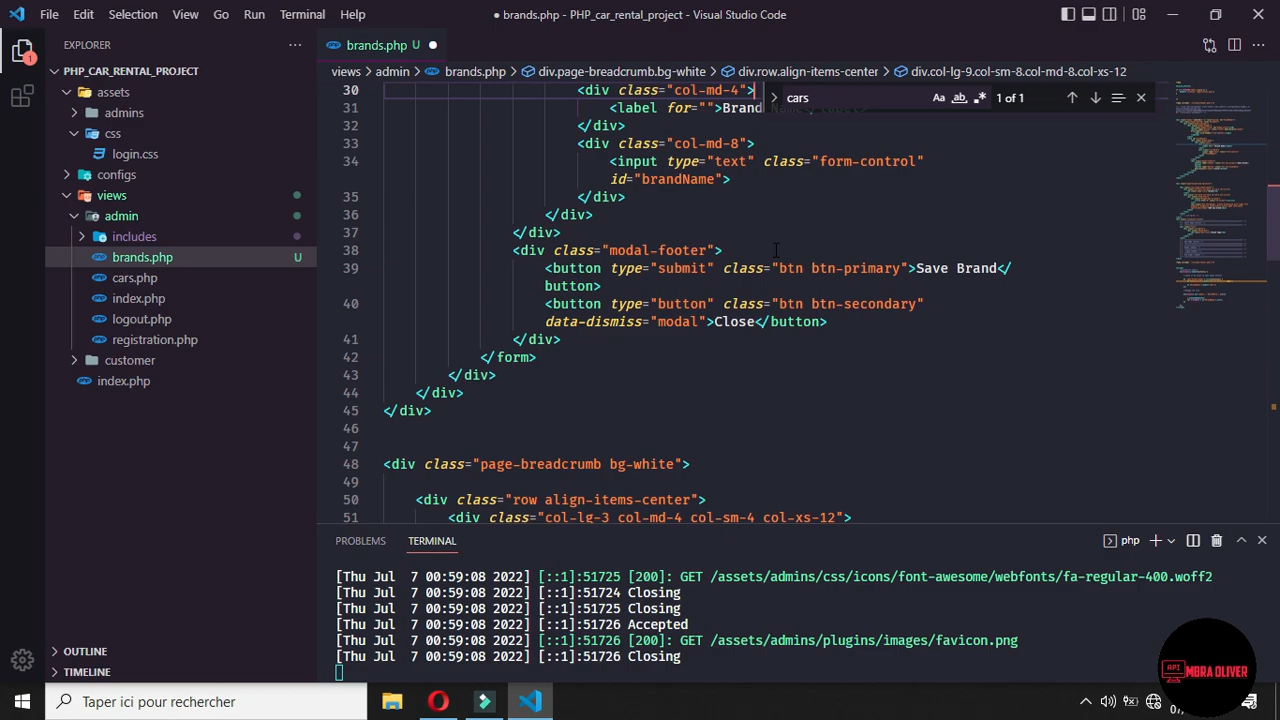 File Edit Selection View Go Run Terminal Help
● brands.php - PHP_car_rental_project - Visual Studio Code
EXPLORER
PHP_CAR_RENTAL_PROJECT
assets
admins
css
login.css
configs
views
admin
includes
brands.php U
cars.php
index.php
logout.php
registration.php
customer
index.php
OUTLINE
TIMELINE
1
brands.php U ●
views > admin > brands.php > div.page-breadcrumb.bg-white > div.row.align-items-center > div.col-lg-9.col-sm-8.col-md-8.col-xs-12
cars Aa ab .* 1 of 1
30 <div class="col-md-4">
31 <label for="">Brand
32 </div>
33 <div class="col-md-8">
34 <input type="text" class="form-control"
id="brandName">
35 </div>
36 </div>
37 </div>
38 <div class="modal-footer">
39 <button type="submit" class="btn btn-primary">Save Brand</
button>
40 <button type="button" class="btn btn-secondary"
data-dismiss="modal">Close</button>
41 </div>
42 </form>
43 </div>
44 </div>
45 </div>
46
47
48 <div class="page-breadcrumb bg-white">
49
50 <div class="row align-items-center">
51 <div class="col-lg-3 col-md-4 col-sm-4 col-xs-12">
PROBLEMS TERMINAL
php
[Thu Jul  7 00:59:08 2022] [::1]:51725 [200]: GET /assets/admins/css/icons/font-awesome/webfonts/fa-regular-400.woff2
[Thu Jul  7 00:59:08 2022] [::1]:51724 Closing
[Thu Jul  7 00:59:08 2022] [::1]:51725 Closing
[Thu Jul  7 00:59:08 2022] [::1]:51726 Accepted
[Thu Jul  7 00:59:08 2022] [::1]:51726 [200]: GET /assets/admins/plugins/images/favicon.png
[Thu Jul  7 00:59:08 2022] [::1]:51726 Closing
API
MBRA OLIVER
Taper ici pour rechercher